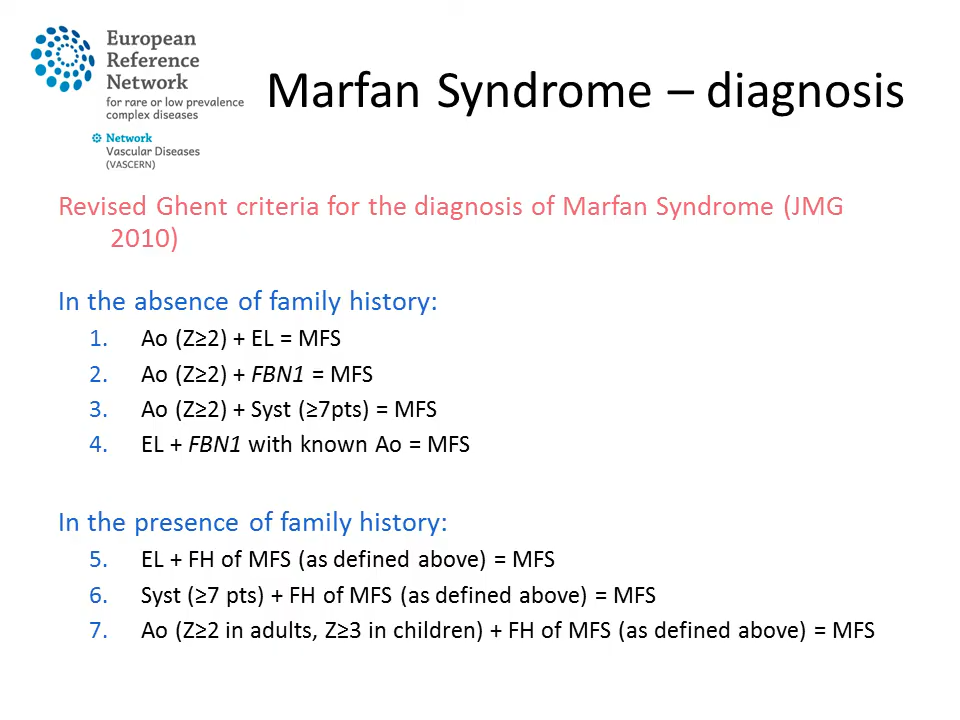 European
Reference
Network
for rare or low prevalence
complex diseases
Network
Vascular Diseases
(VASCERN)
Marfan Syndrome – diagnosis
Revised Ghent criteria for the diagnosis of Marfan Syndrome (JMG
2010)
In the absence of family history:
1. Ao (Z≥2) + EL = MFS
2. Ao (Z≥2) + FBN1 = MFS
3. Ao (Z≥2) + Syst (≥7pts) = MFS
4. EL + FBN1 with known Ao = MFS
In the presence of family history:
5. EL + FH of MFS (as defined above) = MFS
6. Syst (≥7 pts) + FH of MFS (as defined above) = MFS
7. Ao (Z≥2 in adults, Z≥3 in children) + FH of MFS (as defined above) = MFS